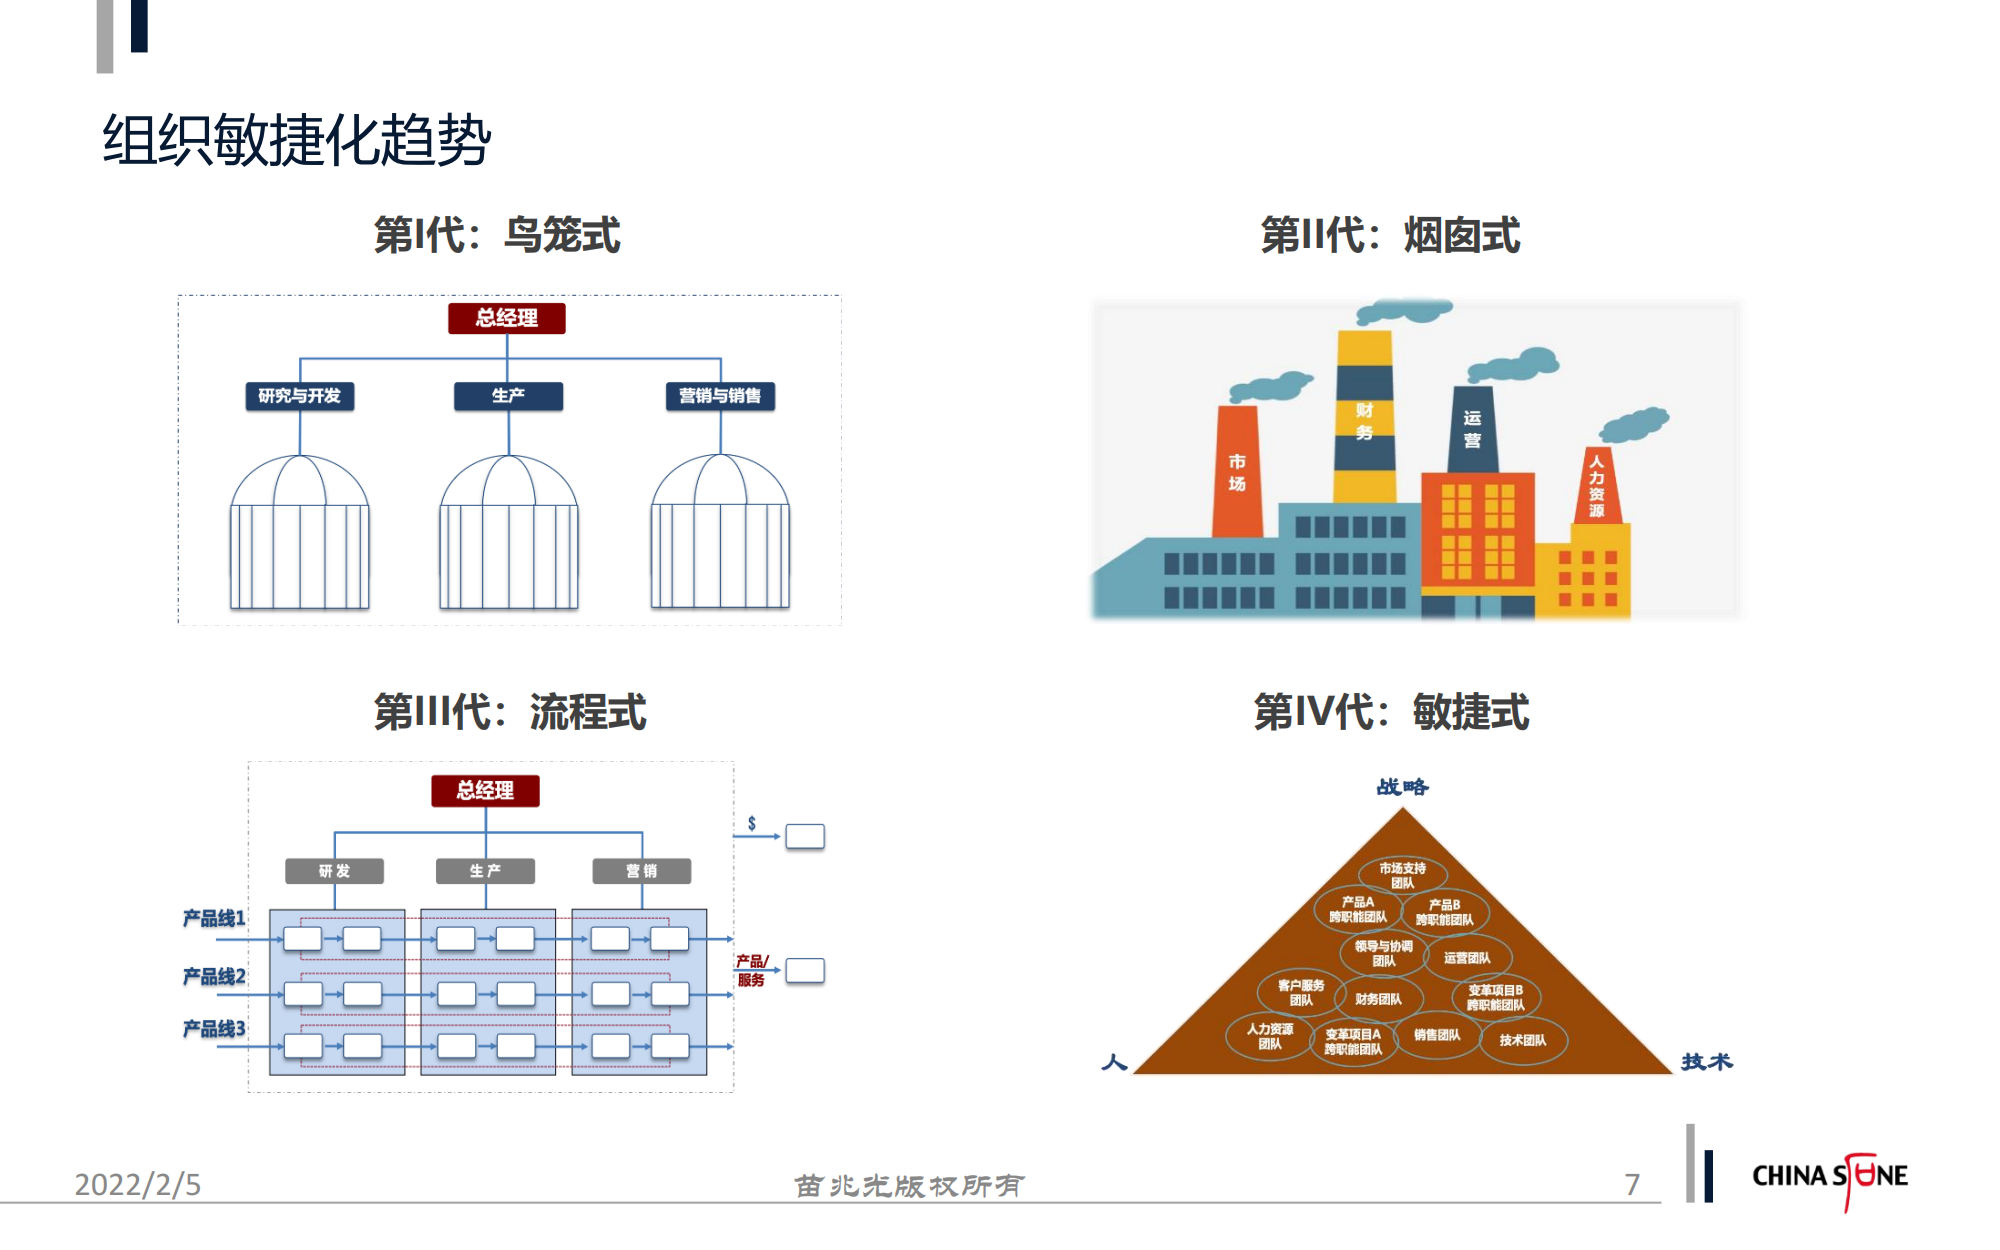 组织敏捷化趋势
第I代：鸟笼式
总经理
研究与开发
生产
营销与销售
第II代：烟囱式
市
场
财
务
运
营
人
力
资
源
第III代：流程式
总经理
研发
生产
营销
产品线1
产品线2
产品线3
$
产品/
服务
第IV代：敏捷式
战略
市场支持
团队
产品A
跨职能团队
产品B
跨职能团队
领导与协调
团队
运营团队
客户服务
团队
财务团队
变革项目B
跨职能团队
人力资源
团队
变革项目A
跨职能团队
销售团队
技术团队
人
技术
2022/2/5
苗兆光版权所有
7
CHINA STONE